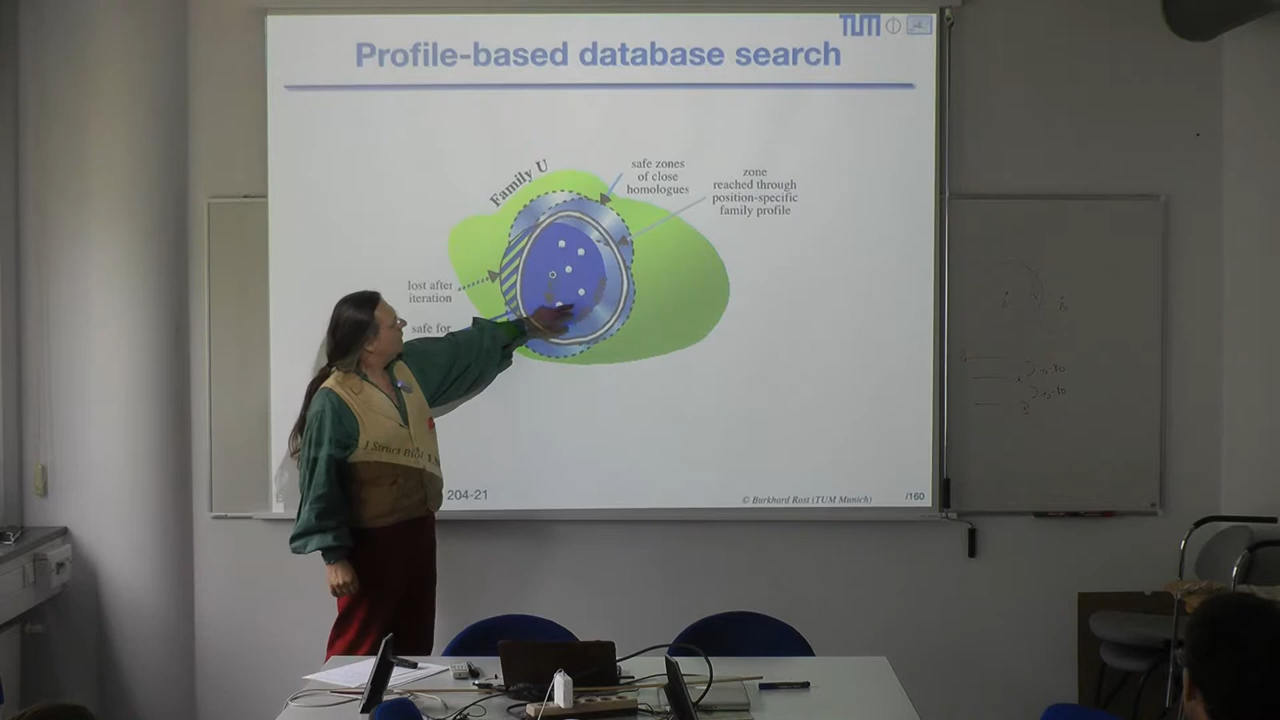 TUM
Profile-based database search
Family U
safe zones
of close
homologues
zone
reached through
position-specific
family profile
lost after
iteration
safe for
J Struct Biol
204-21
© Burkhard Rost (TUM Munich)
/160